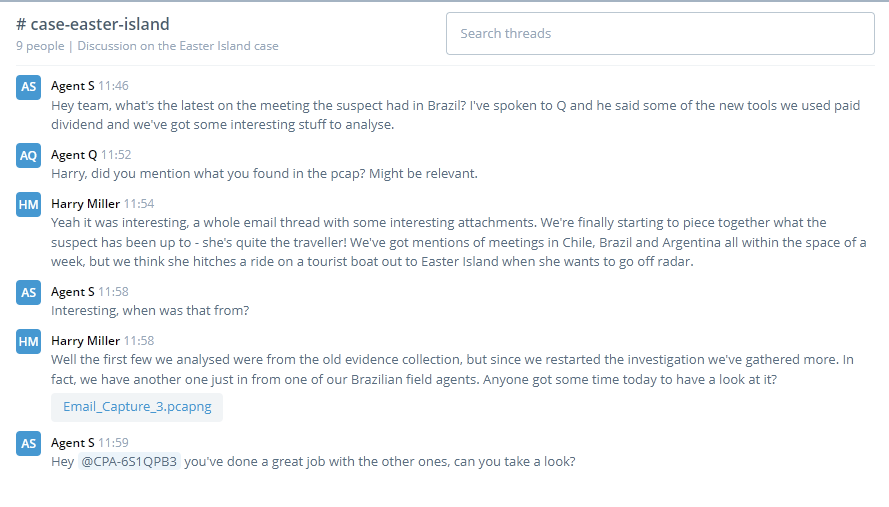 # case-easter-island
9 people | Discussion on the Easter Island case
Search threads
AS Agent S 11:46
Hey team, what's the latest on the meeting the suspect had in Brazil? I've spoken to Q and he said some of the new tools we used paid
dividend and we've got some interesting stuff to analyse.
AQ Agent Q 11:52
Harry, did you mention what you found in the pcap? Might be relevant.
HM Harry Miller 11:54
Yeah it was interesting, a whole email thread with some interesting attachments. We're finally starting to piece together what the
suspect has been up to - she's quite the traveller! We've got mentions of meetings in Chile, Brazil and Argentina all within the space of a
week, but we think she hitches a ride on a tourist boat out to Easter Island when she wants to go off radar.
AS Agent S 11:58
Interesting, when was that from?
HM Harry Miller 11:58
Well the first few we analysed were from the old evidence collection, but since we restarted the investigation we've gathered more. In
fact, we have another one just in from one of our Brazilian field agents. Anyone got some time today to have a look at it?
Email_Capture_3.pcapng
AS Agent S 11:59
Hey @CPA-6S1QPB3 you've done a great job with the other ones, can you take a look?